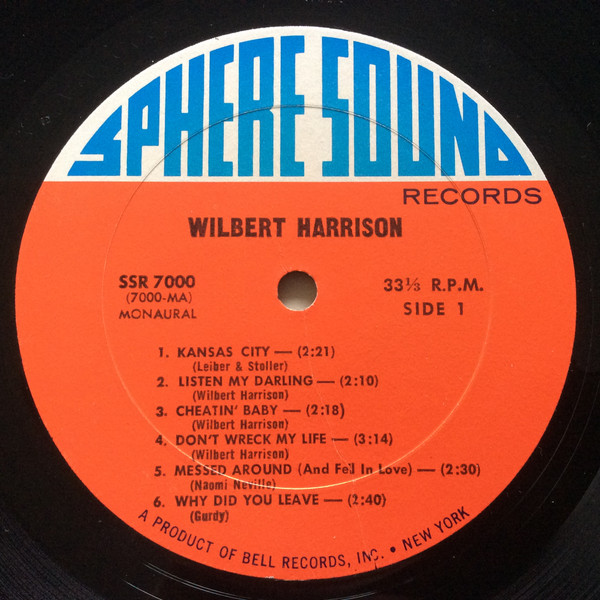 SPHERE SOUND
RECORDS
WILBERT HARRISON
SSR 7000
(7000-MA)
MONAURAL
33⅓ R.P.M.
SIDE 1
1. KANSAS CITY — (2:21)
(Leiber & Stoller)
2. LISTEN MY DARLING — (2:10)
(Wilbert Harrison)
3. CHEATIN' BABY — (2:18)
(Wilbert Harrison)
4. DON'T WRECK MY LIFE — (3:14)
(Wilbert Harrison)
5. MESSED AROUND (And Fell In Love) — (2:30)
(Naomi Neville)
6. WHY DID YOU LEAVE — (2:40)
(Gurdy)
A PRODUCT OF BELL RECORDS, INC. • NEW YORK